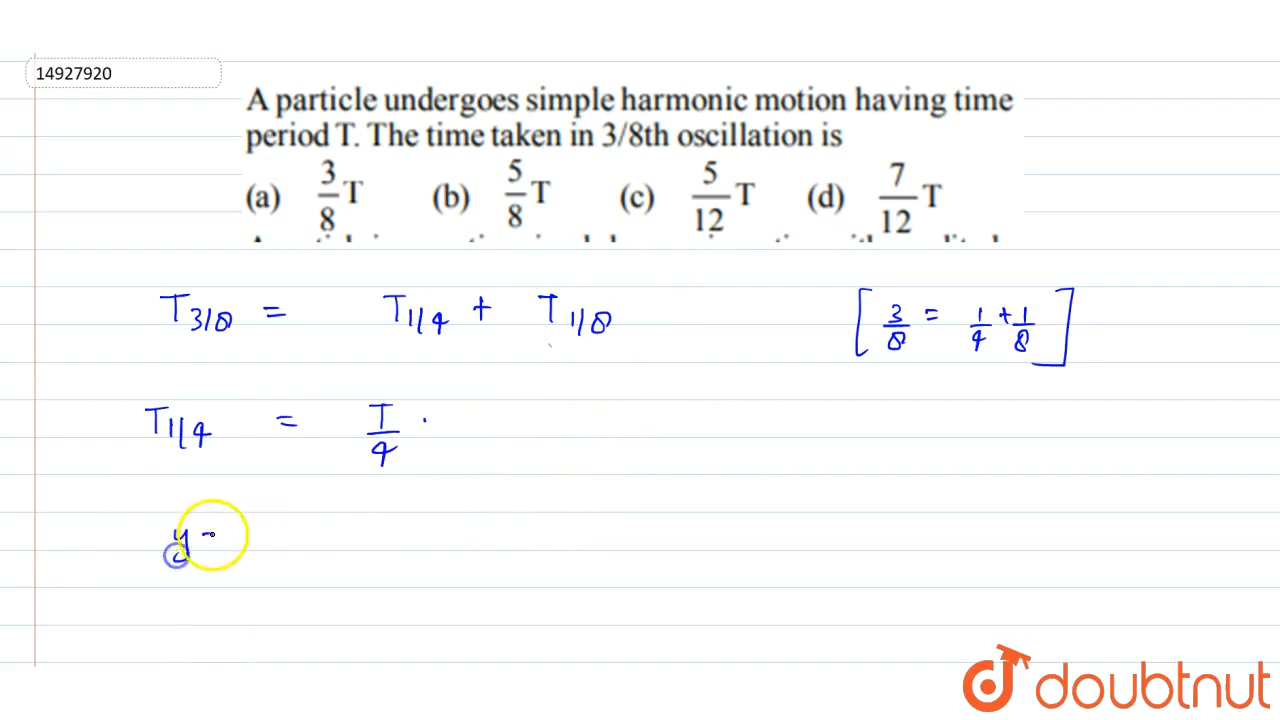 14927920
A particle undergoes simple harmonic motion having time
period T. The time taken in 3/8th oscillation is
(a) 3/8 T (b) 5/8 T (c) 5/12 T (d) 7/12 T
T3/8 = T1/4 + T1/8 [3/8 = 1/4 + 1/8]
T1/4 = T/4 .
y =
doubtnut